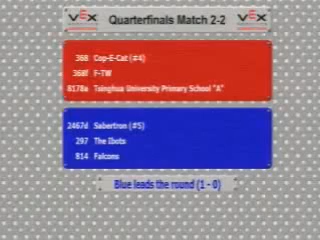 VEX Quarterfinals Match 2-2 VEX
368 Cop-E-Cat (#4)
368f F-TW
8178a Tsinghua University Primary School "A"
2467d Sabertron (#5)
297 The Ibots
814 Falcons
Blue leads the round (1 - 0)